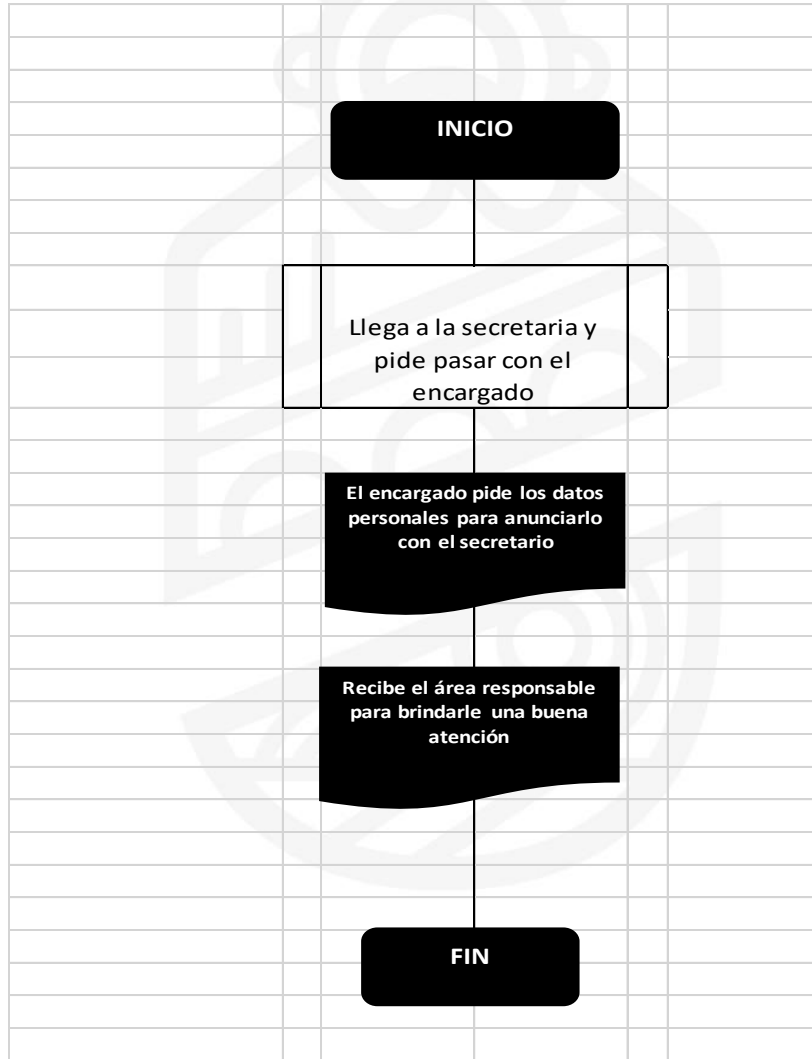 INICIO
Llega a la secretaria y
pide pasar con el
encargado
El encargado pide los datos
personales para anunciarlo
con el secretario
Recibe el área responsable
para brindarle una buena
atención
FIN